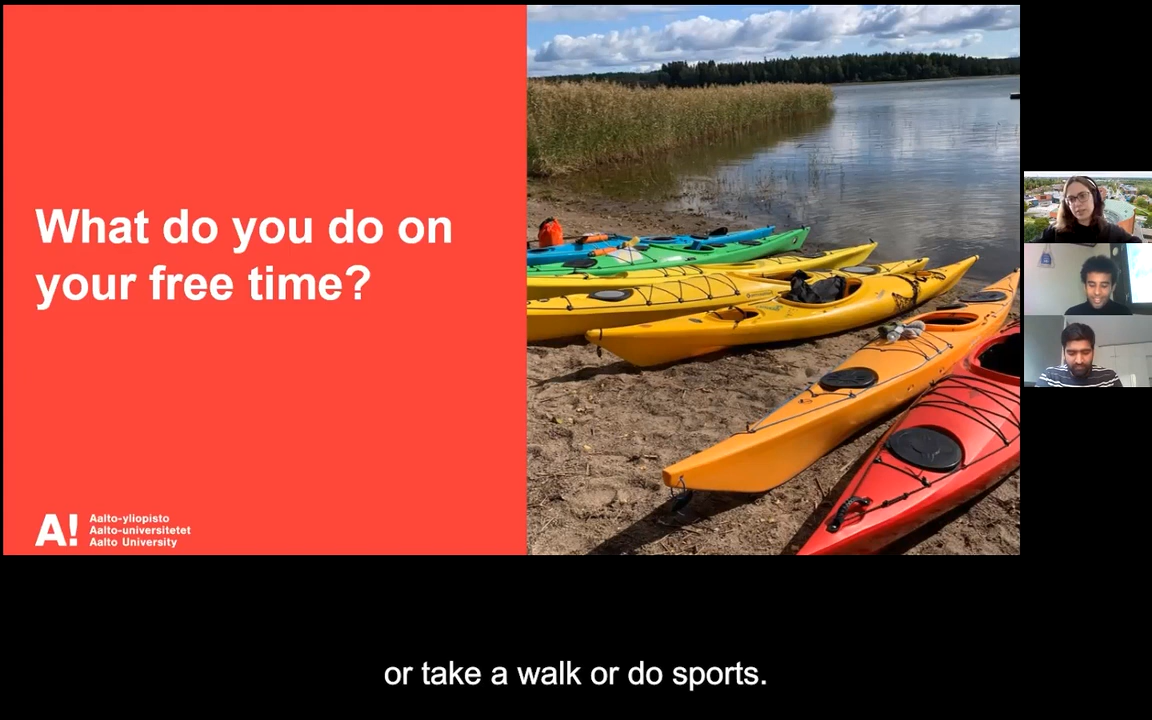 What do you do on
your free time?
A!
Aalto-yliopisto
Aalto-universitetet
Aalto University
or take a walk or do sports.